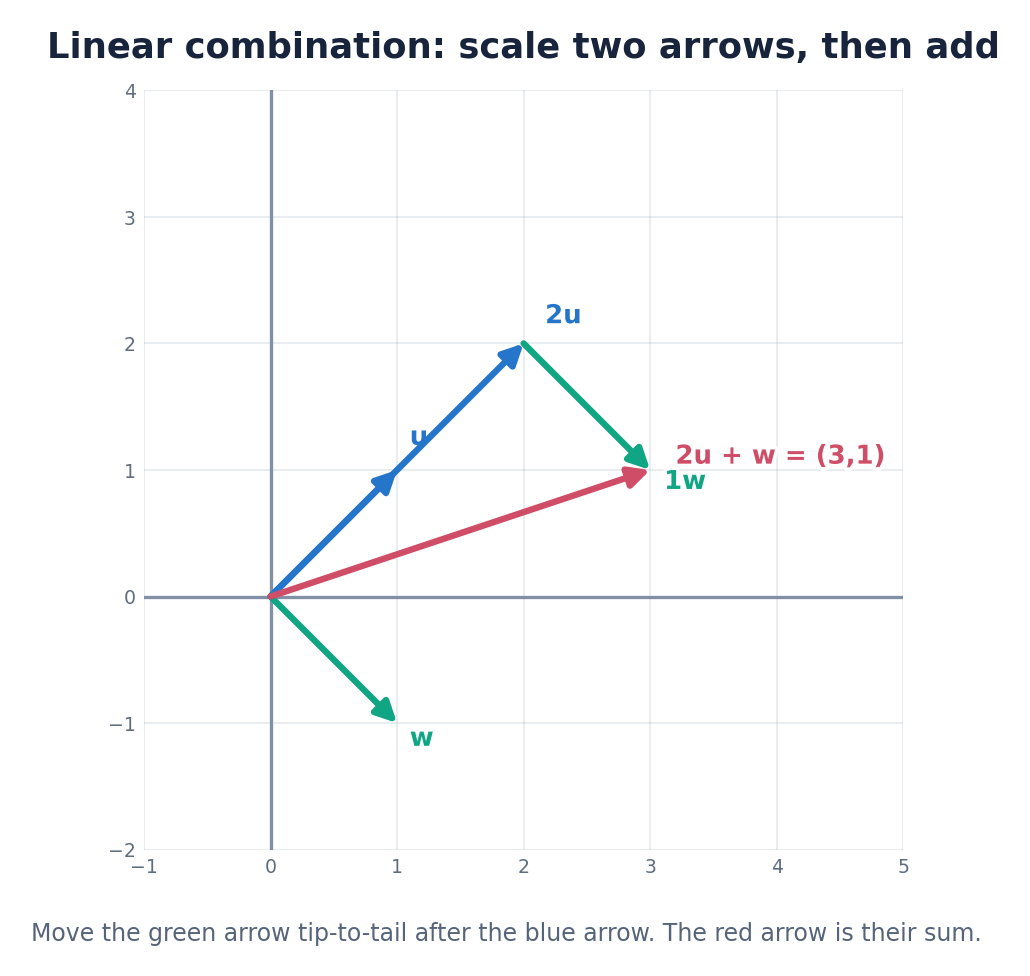 Linear combination: scale two arrows, then add
4
3
2u
2
u
2u + w = (3,1)
1
1w
0
−1
w
−2
−1 0 1 2 3 4 5
Move the green arrow tip-to-tail after the blue arrow. The red arrow is their sum.